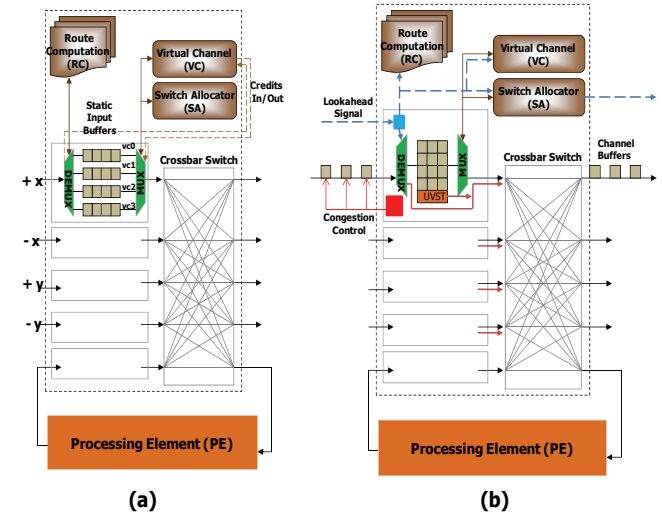 Route
Computation
(RC)
Virtual Channel
(VC)
Switch Allocator
(SA)
Credits
In/Out
Static
Input
Buffers
vc0
vc1
vc2
vc3
DEMUX
MUX
Crossbar Switch
+ x
- x
+ y
- y
Processing Element (PE)
(a)
Route
Computation
(RC)
Virtual Channel
(VC)
Switch Allocator
(SA)
Lookahead
Signal
DEMUX
MUX
UVST
Crossbar Switch
Channel
Buffers
Congestion
Control
Processing Element (PE)
(b)